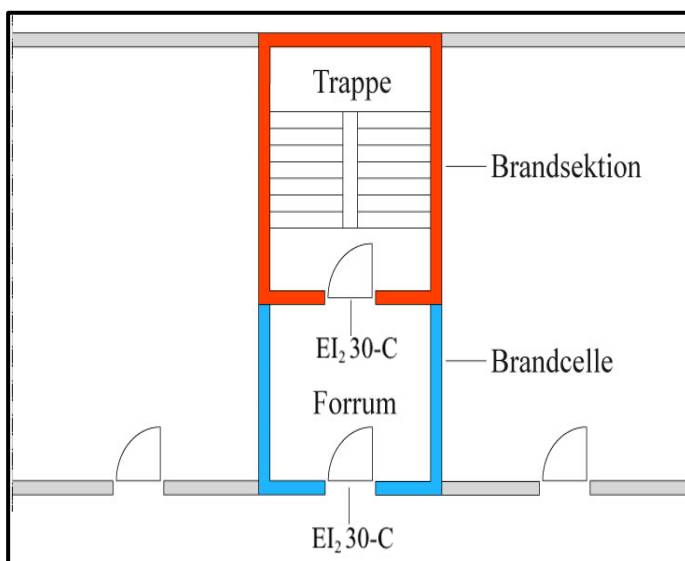 Trappe
Brandsektion
EI₂ 30-C
Brandcelle
Forrum
EI₂ 30-C